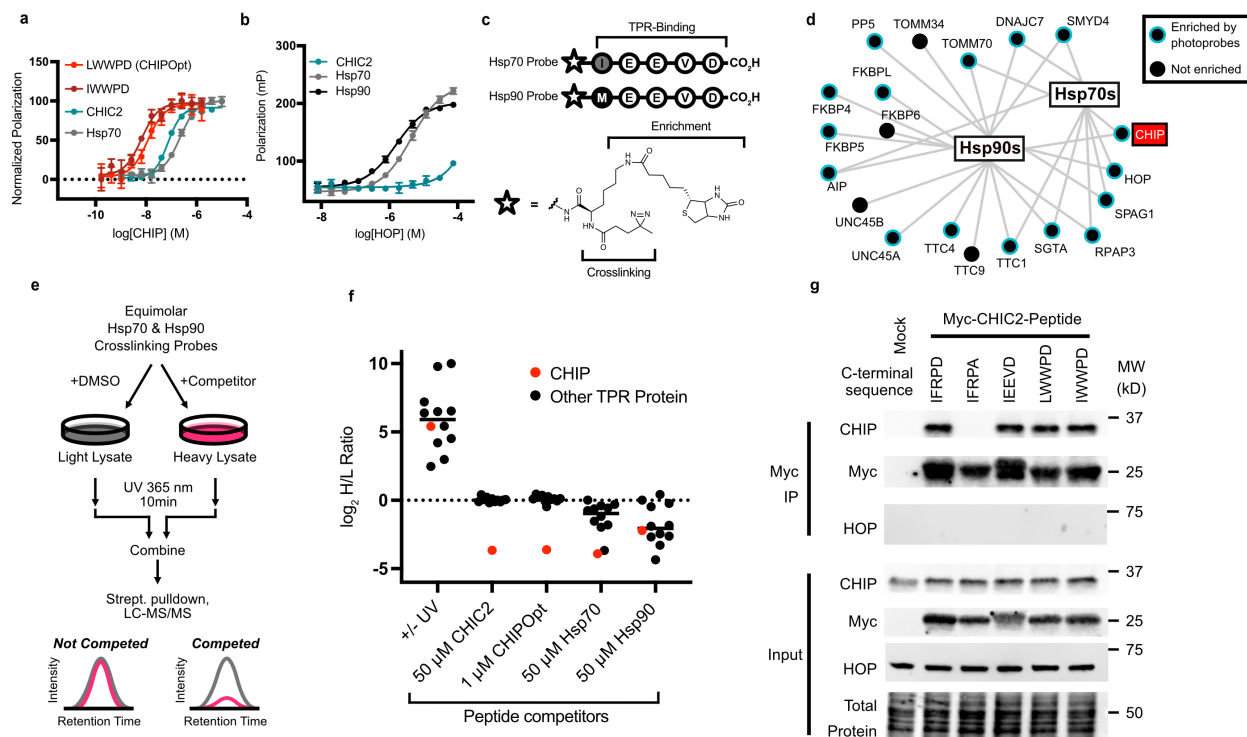 a
Normalized Polarization
150
100
50
0
LWWPD (CHIPOpt)
IWWPD
CHIC2
Hsp70
-10
-8
-6
-4
log[CHIP] (M)
b
Polarization (mP)
300
200
100
CHIC2
Hsp70
Hsp90
-8
-6
-4
log[HOP] (M)
c
TPR-Binding
Hsp70 Probe
I E E V D CO2H
Hsp90 Probe
M E E V D CO2H
Enrichment
=
HN
O
S
HN
NH
O
NH
O
HN
O
N=N
Crosslinking
d
PP5
TOMM34
DNAJC7
SMYD4
TOMM70
FKBPL
Hsp70s
FKBP4
FKBP6
CHIP
FKBP5
Hsp90s
HOP
AIP
SPAG1
UNC45B
RPAP3
UNC45A
TTC4
TTC9
TTC1
SGTA
Enriched by
photoprobes
Not enriched
e
Equimolar
Hsp70 & Hsp90
Crosslinking Probes
+DMSO
+Competitor
Light Lysate
Heavy Lysate
UV 365 nm
10min
Combine
Strept. pulldown,
LC-MS/MS
Not Competed
Competed
Intensity
Retention Time
Intensity
Retention Time
f
log2 H/L Ratio
10
5
0
-5
CHIP
Other TPR Protein
+/- UV
50 µM CHIC2
1 µM CHIPOpt
50 µM Hsp70
50 µM Hsp90
Peptide competitors
g
Myc-CHIC2-Peptide
C-terminal
sequence
Mock
IFRPD
IFRPA
IEEVD
LWWPD
IWWPD
MW
(kD)
Myc
IP
CHIP
37
Myc
25
HOP
75
Input
CHIP
37
Myc
25
HOP
75
Total
Protein
50